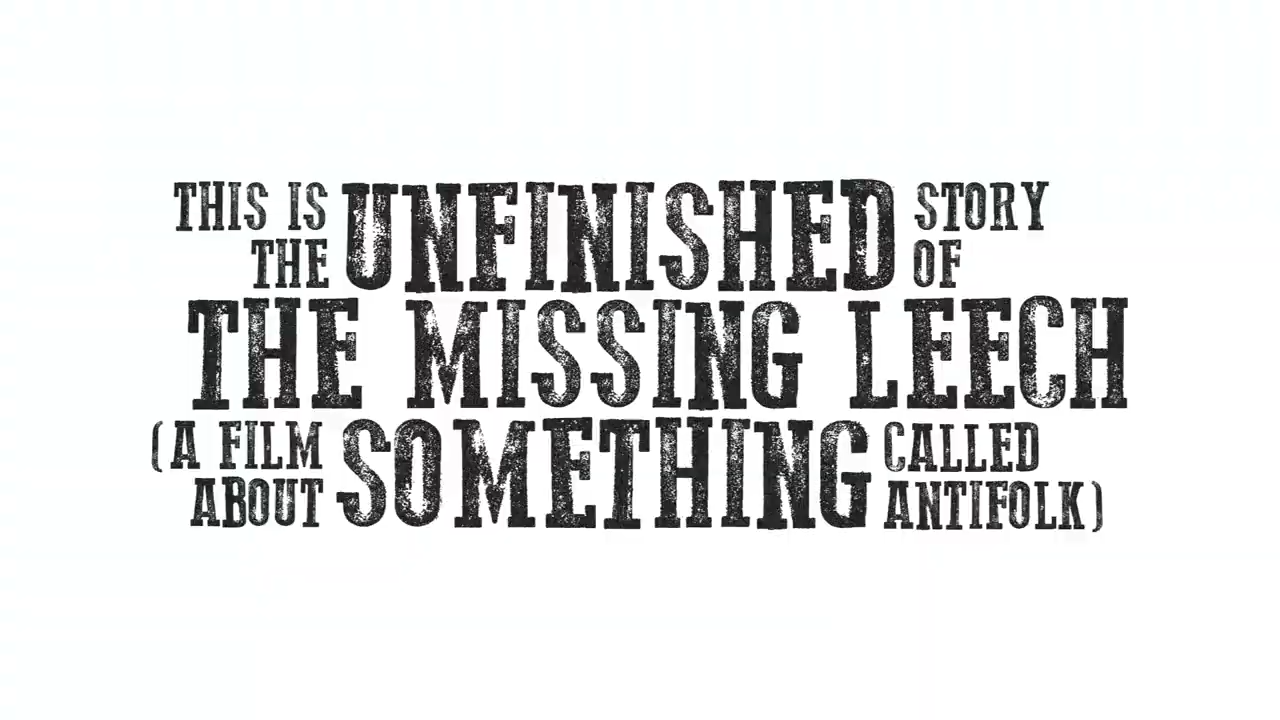 THIS IS THE UNFINISHED STORY OF
THE MISSING LEECH
(A FILM ABOUT SOMETHING CALLED ANTIFOLK)